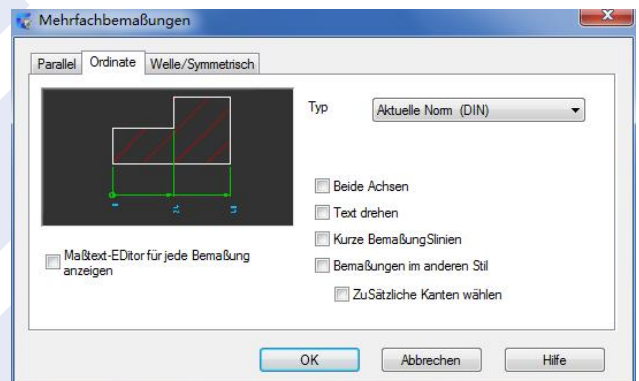 Mehrfachbemaßungen
Parallel Ordinate Welle/Symmetrisch
Typ Aktuelle Norm (DIN)
Beide Achsen
Text drehen
Kurze BemaßungSlinien
Bemaßungen im anderen Stil
ZuSätzliche Kanten wählen
Maßtext-EDitor für jede Bemaßung
anzeigen
OK Abbrechen Hilfe